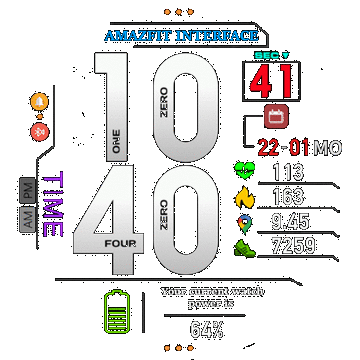 AMAZFIT INTERFACE
SEC
41
10
ONE
ZERO
22-01 MO
113
PM
AM
TIME
40
FOUR
ZERO
163
9.45
7259
your current watch
power is
64%